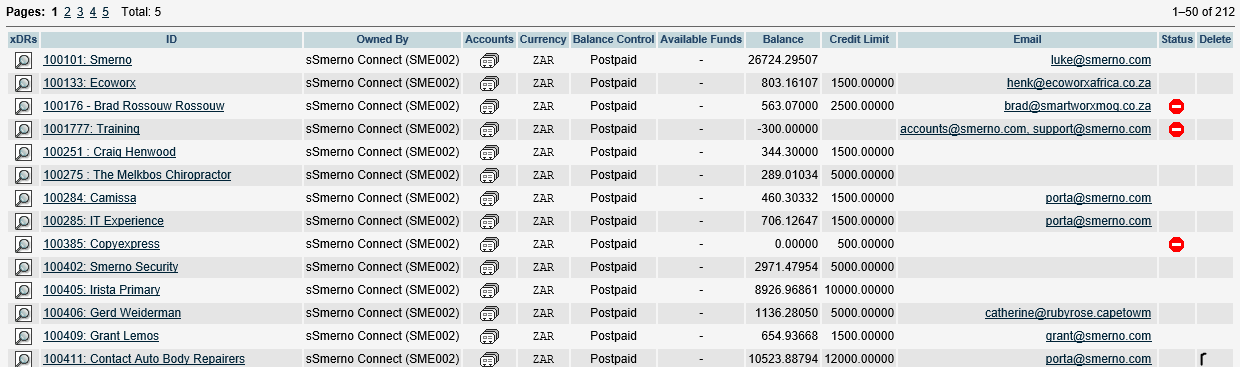 Pages: 1 2 3 4 5 Total: 5 1–50 of 212
xDRs ID Owned By Accounts Currency Balance Control Available Funds Balance Credit Limit Email Status Delete
100101: Smerno sSmerno Connect (SME002) ZAR Postpaid - 26724.29507 luke@smerno.com
100133: Ecoworx sSmerno Connect (SME002) ZAR Postpaid - 803.16107 1500.00000 henk@ecoworxafrica.co.za
100176 - Brad Rossouw Rossouw sSmerno Connect (SME002) ZAR Postpaid - 563.07000 2500.00000 brad@smartworxmog.co.za
1001777: Training sSmerno Connect (SME002) ZAR Postpaid - -300.00000 accounts@smerno.com, support@smerno.com
100251 : Craig Henwood sSmerno Connect (SME002) ZAR Postpaid - 344.30000 1500.00000
100275 : The Melkbos Chiropractor sSmerno Connect (SME002) ZAR Postpaid - 289.01034 5000.00000
100284: Camissa sSmerno Connect (SME002) ZAR Postpaid - 460.30332 1500.00000 porta@smerno.com
100285: IT Experience sSmerno Connect (SME002) ZAR Postpaid - 706.12647 1500.00000 porta@smerno.com
100385: Copyexpress sSmerno Connect (SME002) ZAR Postpaid - 0.00000 500.00000
100402: Smerno Security sSmerno Connect (SME002) ZAR Postpaid - 2971.47954 5000.00000
100405: Irista Primary sSmerno Connect (SME002) ZAR Postpaid - 8926.96861 10000.00000
100406: Gerd Weiderman sSmerno Connect (SME002) ZAR Postpaid - 1136.28050 5000.00000 catherine@rubyrose.capetowm
100409: Grant Lemos sSmerno Connect (SME002) ZAR Postpaid - 654.93668 1500.00000 grant@smerno.com
100411: Contact Auto Body Repairers sSmerno Connect (SME002) ZAR Postpaid - 10523.88794 12000.00000 porta@smerno.com